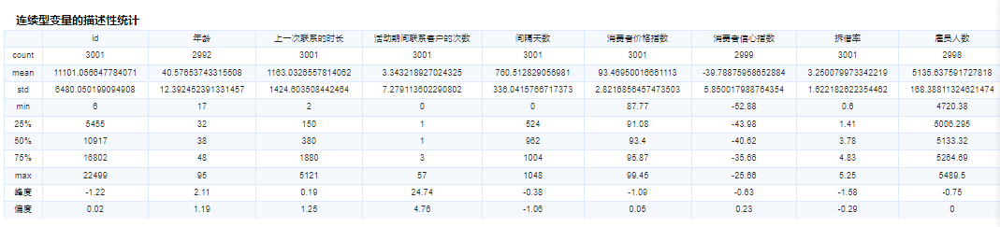 连续型变量的描述性统计
id 年龄 上一次联系的时长 活动期间联系客户的次数 间隔天数 消费者价格指数 消费者信心指数 拆借率 雇员人数
count 3001 2992 3001 3001 3001 3001 2999 3001 2998
mean 11101.056647784071 40.57653743315508 1163.0326557814062 3.343218927024325 760.512829056981 93.46950016661113 -39.78875958652884 3.250079973342219 5135.637591727818
std 6480.050199094908 12.392452391331457 1424.603508442464 7.279113602290802 336.0415766717373 2.8216856457473503 5.850017988764354 1.622182622354462 168.38811324621474
min 6 17 2 0 0 87.77 -52.88 0.6 4720.38
25% 5455 32 150 1 524 91.08 -43.98 1.41 5006.295
50% 10917 38 380 1 962 93.4 -40.62 3.78 5133.32
75% 16802 48 1880 3 1004 95.87 -35.66 4.83 5264.69
max 22499 95 5121 57 1048 99.45 -25.66 5.25 5489.5
峰度 -1.22 2.11 0.19 24.74 -0.38 -1.09 -0.63 -1.58 -0.75
偏度 0.02 1.19 1.25 4.76 -1.06 0.05 0.23 -0.29 0